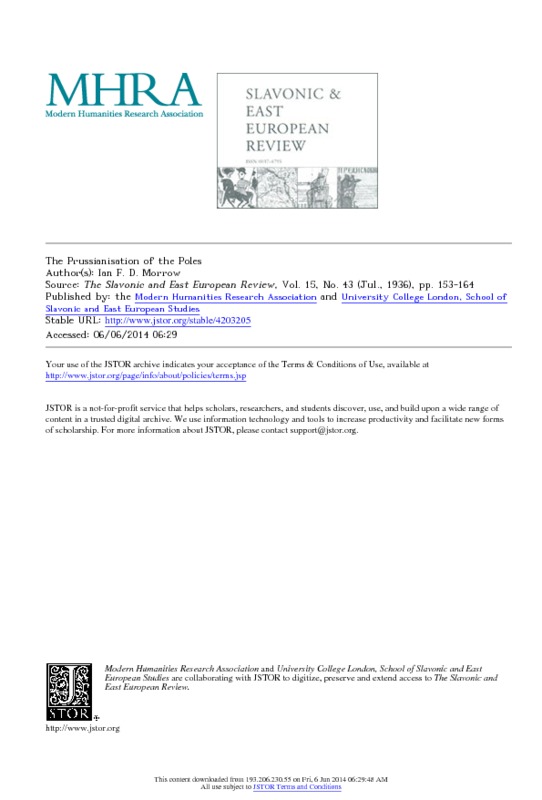 MHRA
Modern Humanities Research Association
SLAVONIC &
EAST
EUROPEAN
REVIEW
The Prussianisation of the Poles
Author(s): Ian F. D. Morrow
Source: The Slavonic and East European Review, Vol. 15, No. 43 (Jul., 1936), pp. 153-164
Published by: the Modern Humanities Research Association and University College London, School of
Slavonic and East European Studies
Stable URL: http://www.jstor.org/stable/4203205
Accessed: 06/06/2014 06:29
Your use of the JSTOR archive indicates your acceptance of the Terms & Conditions of Use, available at
http://www.jstor.org/page/info/about/policies/terms.jsp
JSTOR is a not-for-profit service that helps scholars, researchers, and students discover, use, and build upon a wide range of
content in a trusted digital archive. We use information technology and tools to increase productivity and facilitate new forms
of scholarship. For more information about JSTOR, please contact support@jstor.org.
Modern Humanities Research Association and University College London, School of Slavonic and East
European Studies are collaborating with JSTOR to digitize, preserve and extend access to The Slavonic and
East European Review.
JSTOR
http://www.jstor.org
This content downloaded from 193.206.230.55 on Fri, 6 Jun 2014 06:29:48 AM
All use subject to JSTOR Terms and Conditions